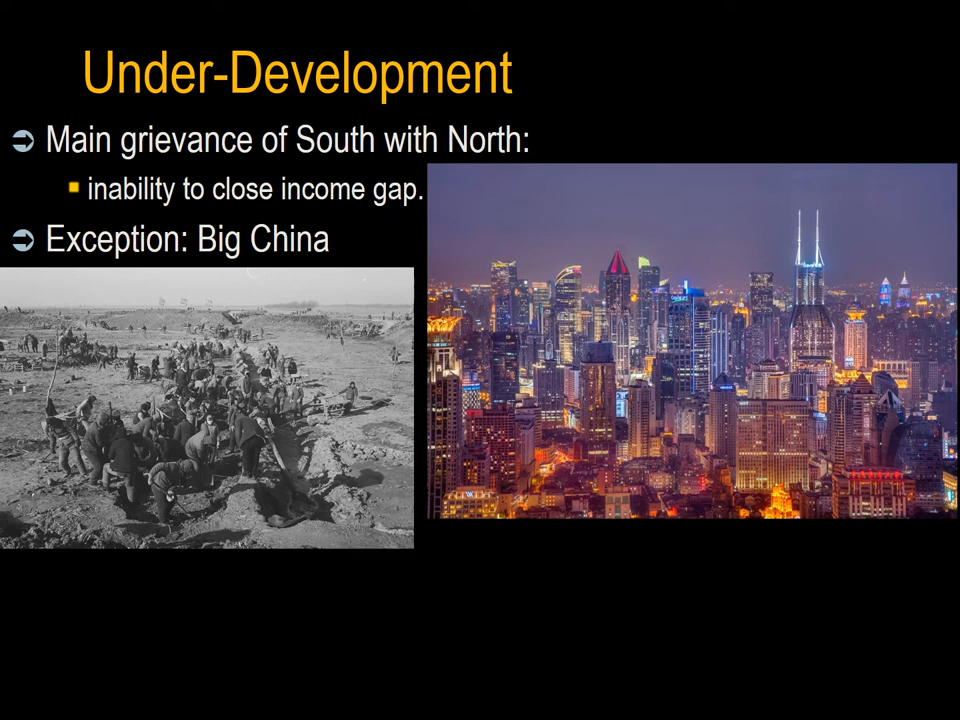 Under-Development
Main grievance of South with North:
inability to close income gap.
Exception: Big China